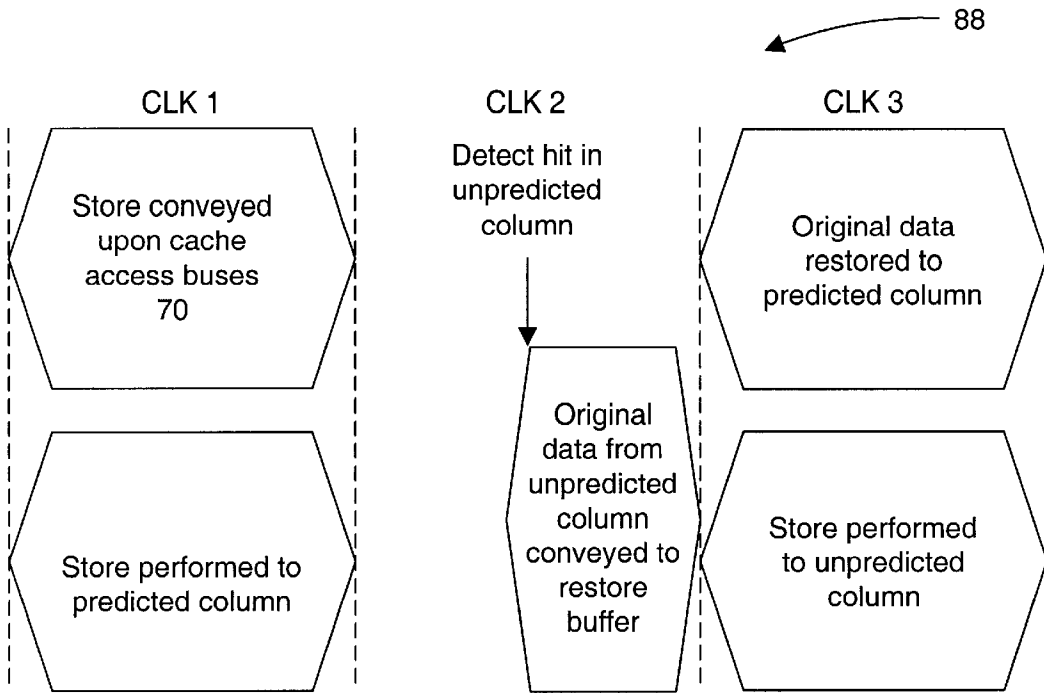 88
CLK 1
CLK 2
CLK 3
Store conveyed
upon cache
access buses
70
Detect hit in
unpredicted
column
Original data
restored to
predicted column
Store performed to
predicted column
Original
data from
unpredicted
column
conveyed to
restore
buffer
Store performed
to unpredicted
column